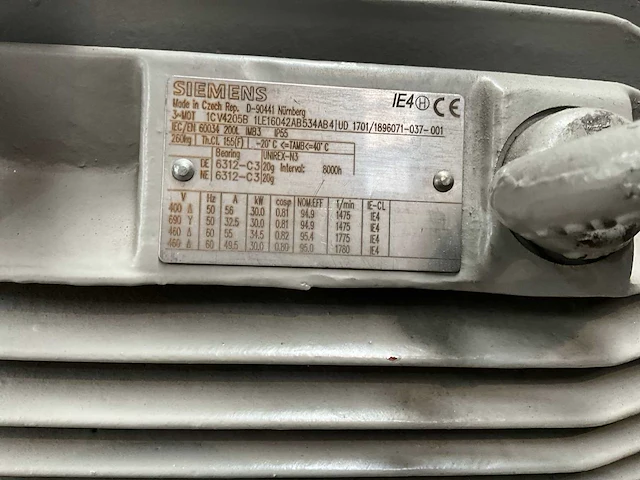 SIEMENS IE4 H CE
Made in Czech Rep. D-90441 Nürnberg
3~MOT 1CV4205B 1LE16042AB534AB4 UD 1701/1896071-037-001
IEC/EN 60034 200L IMB3 IP55
260kg Th.Cl. 155(F) -20°C <=TAMB<=40°C
Bearing UNIREX-N3
DE 6312-C3 20g Interval: 8000h
NE 6312-C3 20g
V Hz A kW cosφ NOM.EFF 1/min IE-CL
400 Δ 50 56 30.0 0.81 94.9 1475 IE4
690 Y 50 32.5 30.0 0.81 94.9 1475 IE4
460 Δ 60 55 34.5 0.82 95.4 1775 IE4
460 Δ 60 49.5 30.0 0.80 95.0 1780 IE4